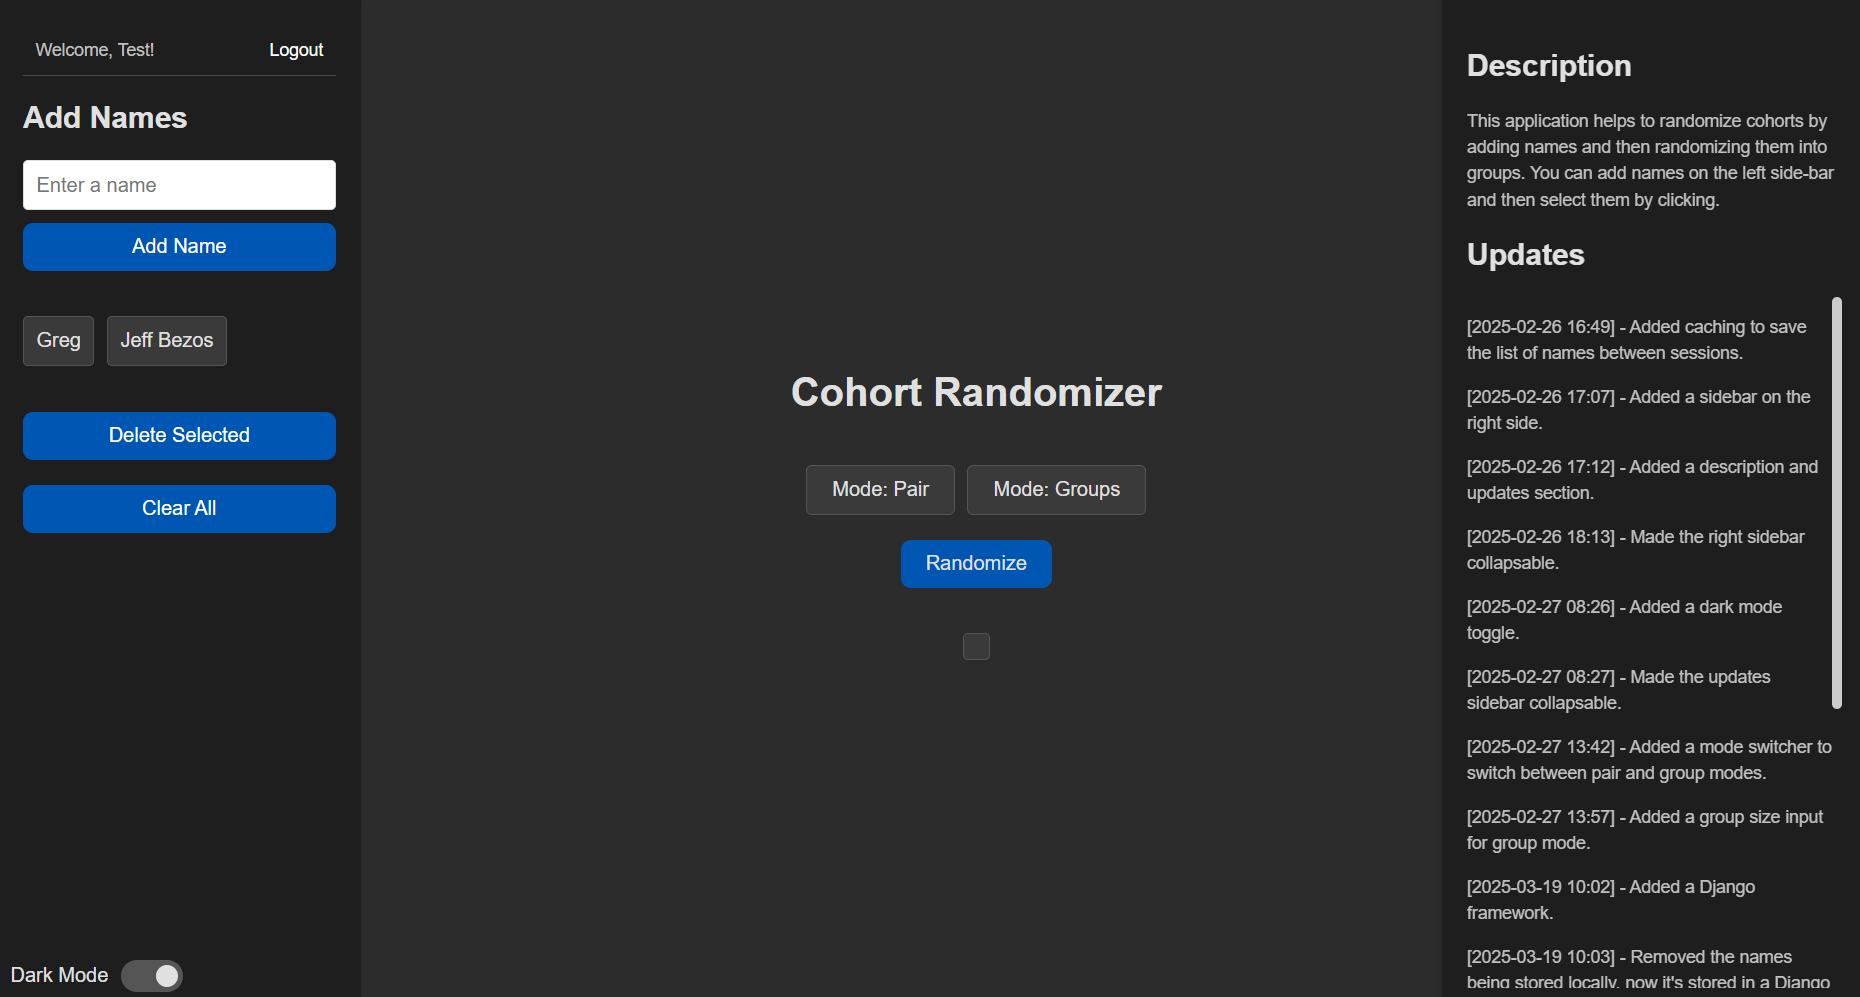 Welcome, Test!
Logout
Add Names
Enter a name
Add Name
Greg
Jeff Bezos
Delete Selected
Clear All
Dark Mode
Cohort Randomizer
Mode: Pair
Mode: Groups
Randomize
Description
This application helps to randomize cohorts by
adding names and then randomizing them into
groups. You can add names on the left side-bar
and then select them by clicking.
Updates
[2025-02-26 16:49] - Added caching to save
the list of names between sessions.
[2025-02-26 17:07] - Added a sidebar on the
right side.
[2025-02-26 17:12] - Added a description and
updates section.
[2025-02-26 18:13] - Made the right sidebar
collapsable.
[2025-02-27 08:26] - Added a dark mode
toggle.
[2025-02-27 08:27] - Made the updates
sidebar collapsable.
[2025-02-27 13:42] - Added a mode switcher to
switch between pair and group modes.
[2025-02-27 13:57] - Added a group size input
for group mode.
[2025-03-19 10:02] - Added a Django
framework.
[2025-03-19 10:03] - Removed the names
being stored locally, now it's stored in a Django